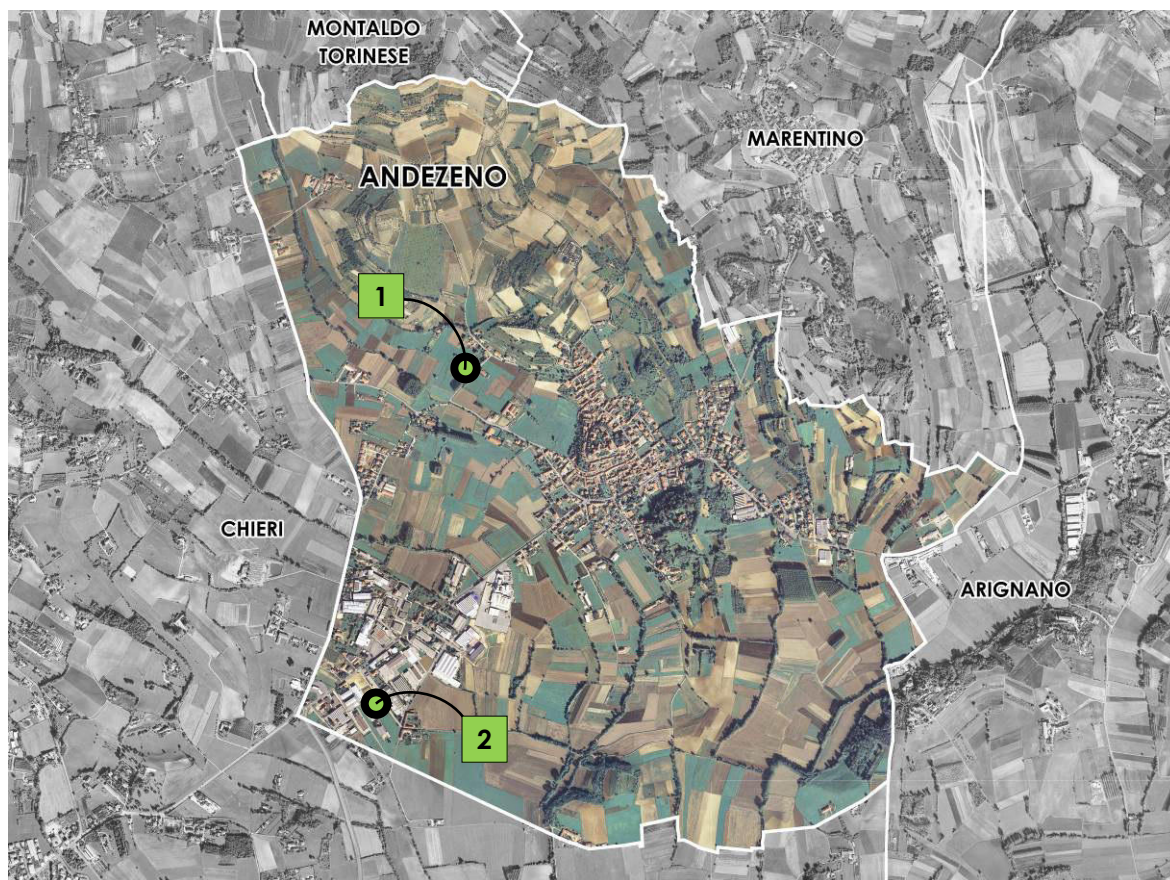 MONTALDO
TORINESE
MARENTINO
ANDEZENO
1
CHIERI
ARIGNANO
2